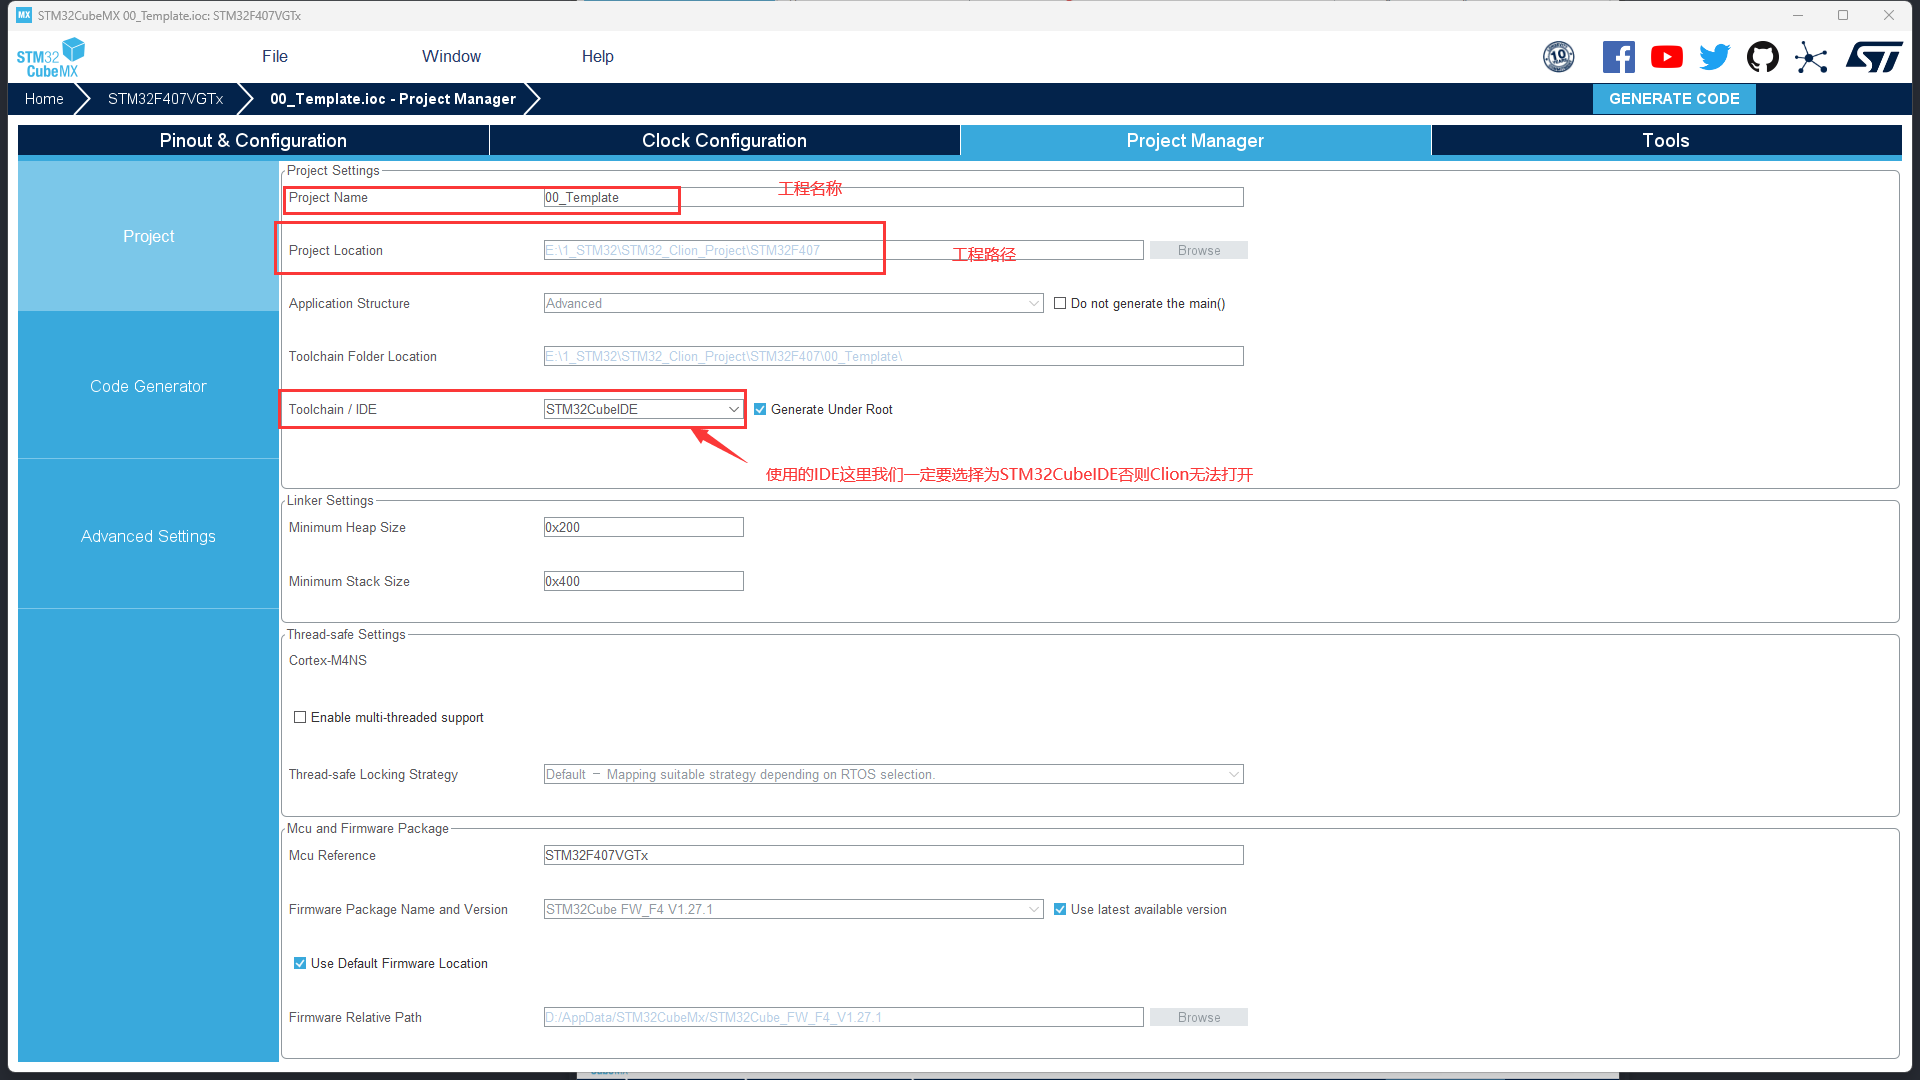 MX STM32CubeMX 00_Template.ioc: STM32F407VGTx
STM32
CubeMX
File Window Help
10
Home STM32F407VGTx 00_Template.ioc - Project Manager GENERATE CODE
Pinout & Configuration Clock Configuration Project Manager Tools
Project
Code Generator
Advanced Settings
Project Settings
Project Name 00_Template 工程名称
Project Location E:\1_STM32\STM32_Clion_Project\STM32F407 工程路径 Browse
Application Structure Advanced Do not generate the main()
Toolchain Folder Location E:\1_STM32\STM32_Clion_Project\STM32F407\00_Template\
Toolchain / IDE STM32CubeIDE Generate Under Root
使用的IDE这里我们一定要选择为STM32CubeIDE否则Clion无法打开
Linker Settings
Minimum Heap Size 0x200
Minimum Stack Size 0x400
Thread-safe Settings
Cortex-M4NS
Enable multi-threaded support
Thread-safe Locking Strategy Default – Mapping suitable strategy depending on RTOS selection.
Mcu and Firmware Package
Mcu Reference STM32F407VGTx
Firmware Package Name and Version STM32Cube FW_F4 V1.27.1 Use latest available version
Use Default Firmware Location
Firmware Relative Path D:/AppData/STM32CubeMx/STM32Cube_FW_F4_V1.27.1 Browse